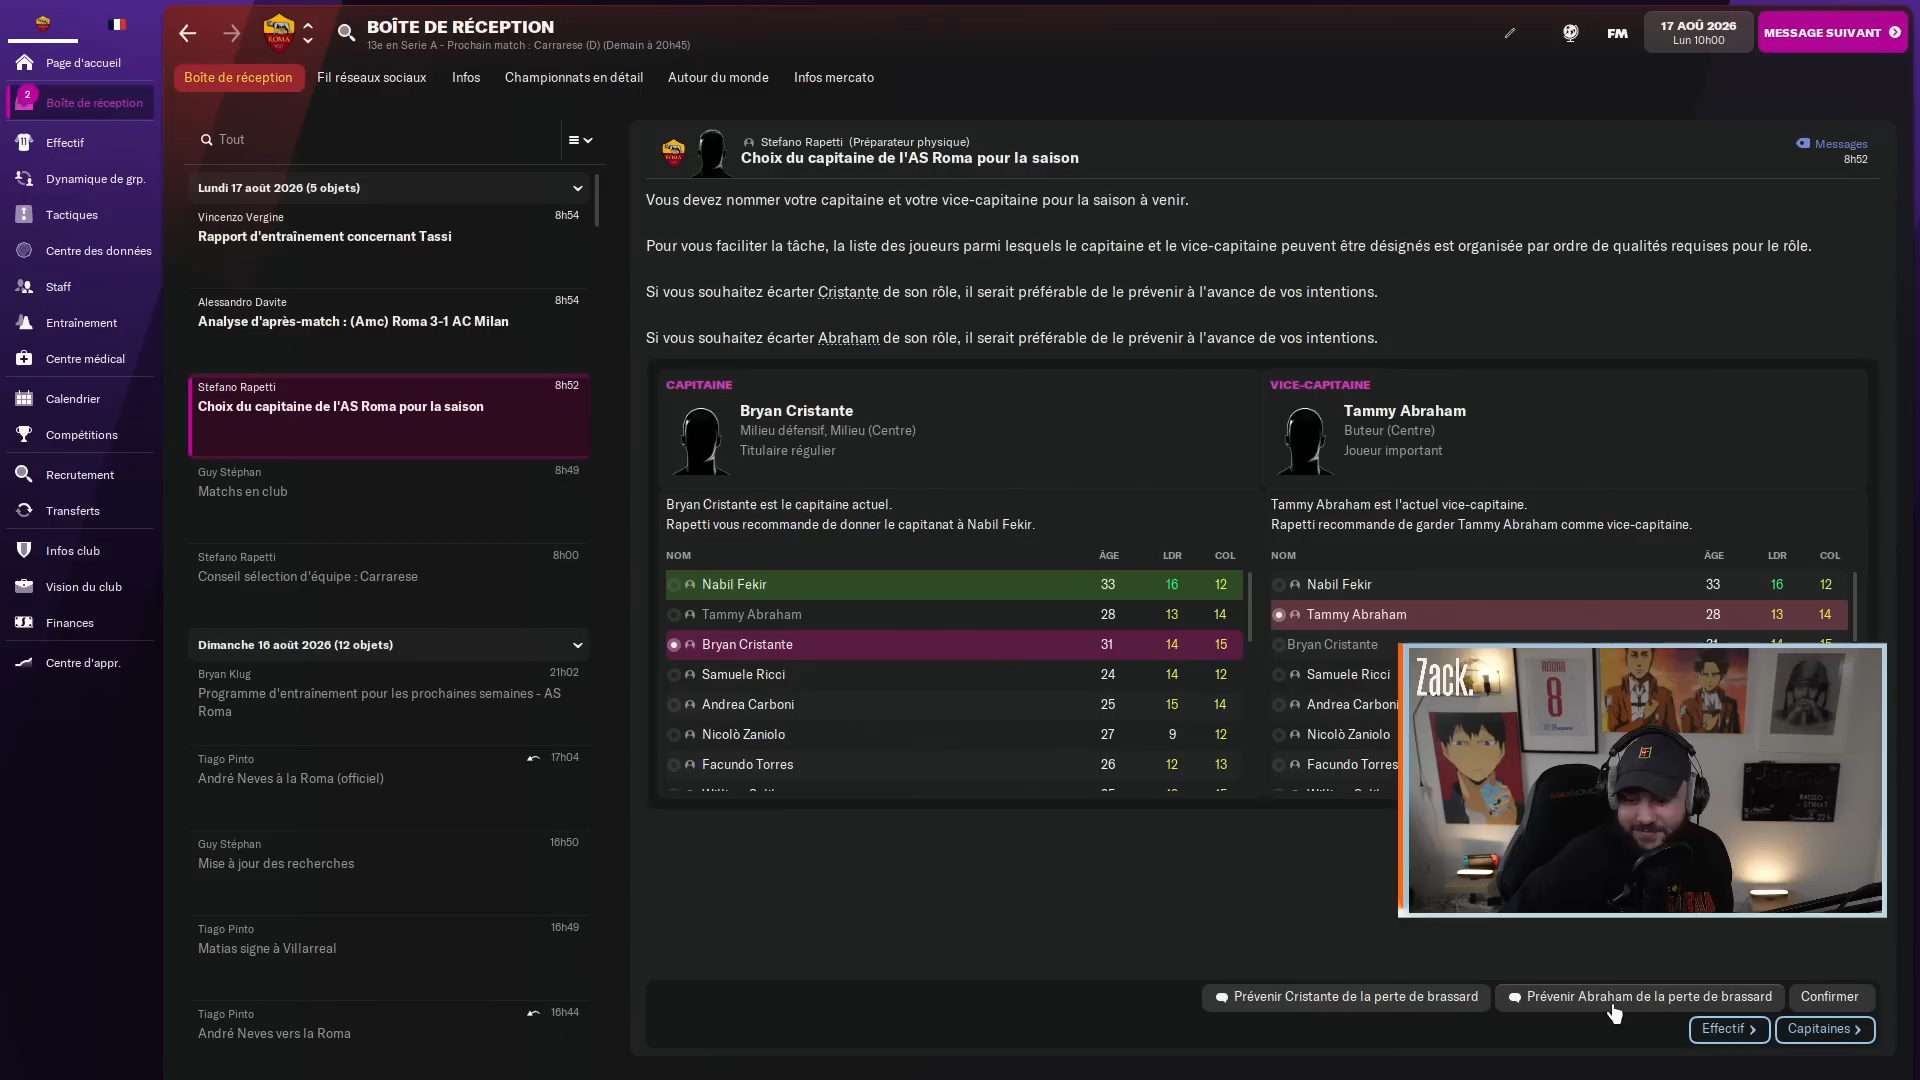 BOÎTE DE RÉCEPTION
13e en Serie A - Prochain match : Carrarese (D) (Demain à 20h45)
FM
17 AOÛ 2026
Lun 10h00
MESSAGE SUIVANT
Page d'accueil
2
Boîte de réception
Effectif
Dynamique de grp.
Tactiques
Centre des données
Staff
Entraînement
Centre médical
Calendrier
Compétitions
Recrutement
Transferts
Infos club
Vision du club
Finances
Centre d'appr.
Boîte de réception
Fil réseaux sociaux
Infos
Championnats en détail
Autour du monde
Infos mercato
Tout
Lundi 17 août 2026 (5 objets)
Vincenzo Vergine 8h54
Rapport d'entraînement concernant Tassi
Alessandro Davite 8h54
Analyse d'après-match : (Amc) Roma 3-1 AC Milan
Stefano Rapetti 8h52
Choix du capitaine de l'AS Roma pour la saison
Guy Stéphan 8h49
Matchs en club
Stefano Rapetti 8h00
Conseil sélection d'équipe : Carrarese
Dimanche 16 août 2026 (12 objets)
Bryan Klug 21h02
Programme d'entraînement pour les prochaines semaines - AS
Roma
Tiago Pinto 17h04
André Neves à la Roma (officiel)
Guy Stéphan 16h50
Mise à jour des recherches
Tiago Pinto 16h49
Matias signe à Villarreal
Tiago Pinto 16h44
André Neves vers la Roma
Stefano Rapetti (Préparateur physique)
Choix du capitaine de l'AS Roma pour la saison
Messages
8h52
Vous devez nommer votre capitaine et votre vice-capitaine pour la saison à venir.
Pour vous faciliter la tâche, la liste des joueurs parmi lesquels le capitaine et le vice-capitaine peuvent être désignés est organisée par ordre de qualités requises pour le rôle.
Si vous souhaitez écarter Cristante de son rôle, il serait préférable de le prévenir à l'avance de vos intentions.
Si vous souhaitez écarter Abraham de son rôle, il serait préférable de le prévenir à l'avance de vos intentions.
CAPITAINE
Bryan Cristante
Milieu défensif, Milieu (Centre)
Titulaire régulier
Bryan Cristante est le capitaine actuel.
Rapetti vous recommande de donner le capitanat à Nabil Fekir.
NOM ÂGE LDR COL
Nabil Fekir 33 16 12
Tammy Abraham 28 13 14
Bryan Cristante 31 14 15
Samuele Ricci 24 14 12
Andrea Carboni 25 15 14
Nicolò Zaniolo 27 9 12
Facundo Torres 26 12 13
VICE-CAPITAINE
Tammy Abraham
Buteur (Centre)
Joueur important
Tammy Abraham est l'actuel vice-capitaine.
Rapetti recommande de garder Tammy Abraham comme vice-capitaine.
NOM ÂGE LDR COL
Nabil Fekir 33 16 12
Tammy Abraham 28 13 14
Bryan Cristante
Samuele Ricci
Andrea Carboni
Nicolò Zaniolo
Facundo Torres
Zack.
8
Prévenir Cristante de la perte de brassard
Prévenir Abraham de la perte de brassard
Confirmer
Effectif
Capitaines